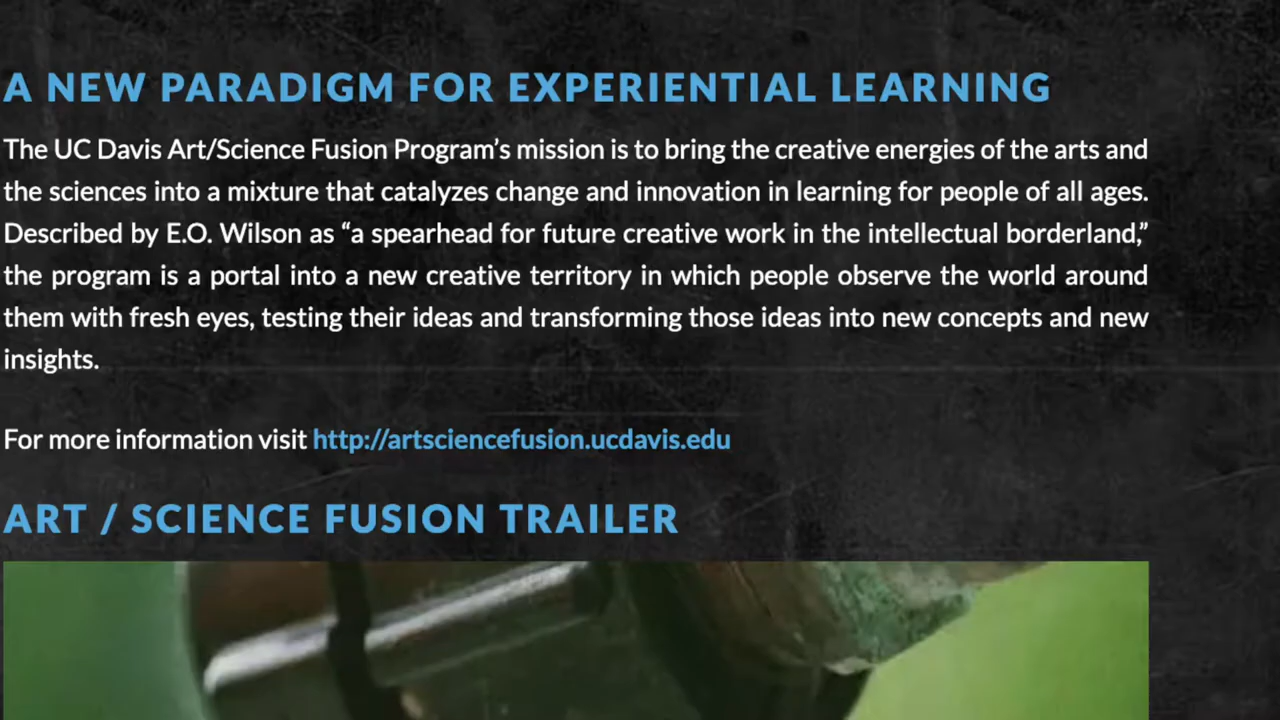 A NEW PARADIGM FOR EXPERIENTIAL LEARNING
The UC Davis Art/Science Fusion Program’s mission is to bring the creative energies of the arts and
the sciences into a mixture that catalyzes change and innovation in learning for people of all ages.
Described by E.O. Wilson as “a spearhead for future creative work in the intellectual borderland,”
the program is a portal into a new creative territory in which people observe the world around
them with fresh eyes, testing their ideas and transforming those ideas into new concepts and new
insights.
For more information visit http://artsciencefusion.ucdavis.edu
ART / SCIENCE FUSION TRAILER